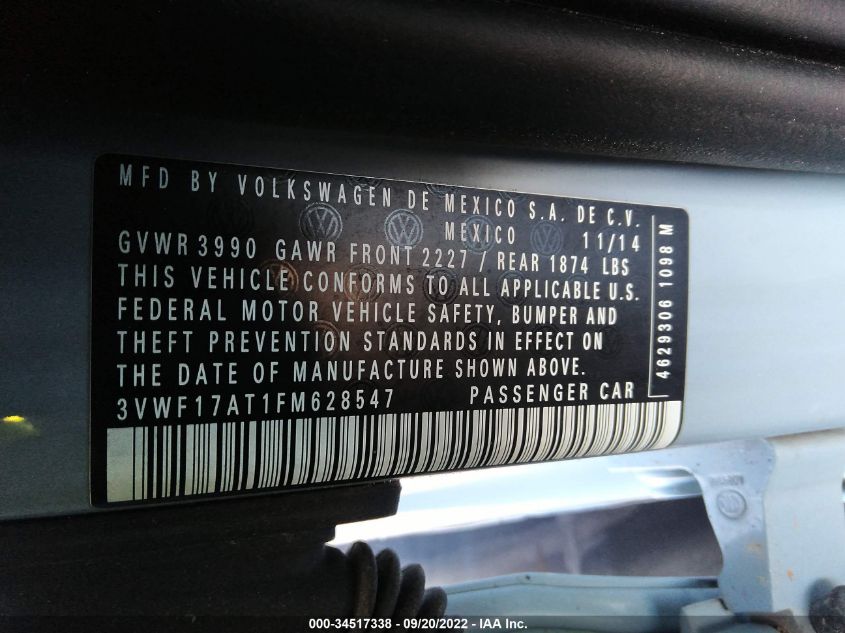 MFD BY VOLKSWAGEN DE MEXICO S.A. DE C.V.
MEXICO 11/14
GVWR 3990 GAWR FRONT 2227 / REAR 1874 LBS
THIS VEHICLE CONFORMS TO ALL APPLICABLE U.S.
FEDERAL MOTOR VEHICLE SAFETY, BUMPER AND
THEFT PREVENTION STANDARDS IN EFFECT ON
THE DATE OF MANUFACTURE SHOWN ABOVE.
3VWF17AT1FM628547 PASSENGER CAR
4629306 1098 M
000-34517338 - 09/20/2022 - IAA Inc.